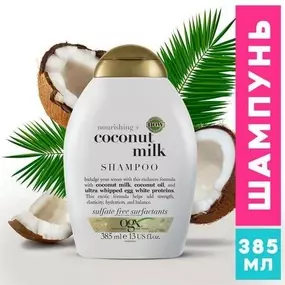 nourishing +
coconut
milk
SHAMPOO
Indulge your senses with this exclusive formula
with coconut milk, coconut oil, and
ultra whipped egg white proteins.
This exotic formula helps add strength,
elasticity, hydration, and balance.
sulfate free surfactants
ogx
385 ml e 13 US fl oz.
ШАМПУНЬ
385
МЛ